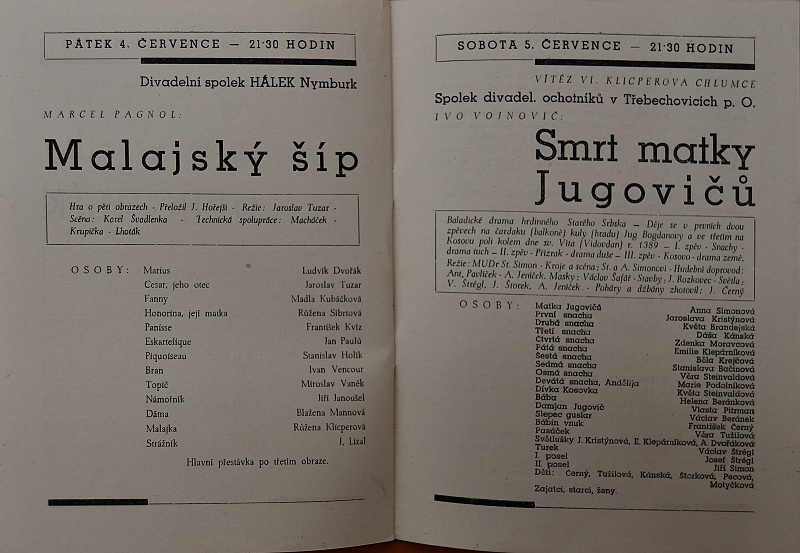 PÁTEK 4. ČERVENCE — 21·30 HODIN
Divadelní spolek HÁLEK Nymburk
MARCEL PAGNOL:
Malajský šíp
Hra o pěti obrazech · Přeložil J. Hořejší · Režie: Jaroslav Tuzar ·
Scéna: Karel Švadlenka · Technická spolupráce: Macháček ·
Krupička · Lhoták
OSOBY:
Marius Ludvík Dvořák
Cesar, jeho otec Jaroslav Tuzar
Fanny Madla Kubáčková
Honorina, její matka Růžena Sibrtová
Panisse František Kvíz
Eskartefique Jan Paulů
Piquoiseau Stanislav Holík
Bran Ivan Vencour
Topič Miroslav Vaněk
Námořník Jiří Janoušel
Dáma Blažena Mannová
Malajka Růžena Klicperová
Strážník J. Lízal
Hlavní přestávka po třetím obraze.
SOBOTA 5. ČERVENCE — 21·30 HODIN
VÍTĚZ VI. KLICPEROVA CHLUMCE
Spolek divadel. ochotníků v Třebechovicích p. O.
IVO VOJNOVIČ:
Smrt matky
Jugovičů
Baladické drama hrdinného Starého Srbska — Děje se v prvních dvou
zpěvech na čardaku (balkoně) kuly (hradu) Jug Bogdanovy a ve třetím na
Kosovu poli kolem dne sv. Víta (Vidovdan) r. 1389 — I. zpěv · Snachy ·
drama tuch — II. zpěv · Přízrak · drama duše — III. zpěv · Kosovo · drama země.
Režie: MUDr St. Simon · Kroje a scéna: St. a A. Simonovi · Hudební doprovod:
Ant. Pavlíček · A. Jeníček. Masky: Václav Šafář · Stavby: J. Rozkovec · Světla:
V. Střégl, J. Štorek, A. Jeníček · Poháry a džbány zhotovil: J. Černý
OSOBY:
Matka Jugovičů Anna Simonová
První snacha Jaroslava Kristýnová
Druhá snacha Květa Brandejská
Třetí snacha Dáša Kánská
Čtvrtá snacha Zdenka Moravcová
Pátá snacha Emilie Klepárníková
Šestá snacha Běla Krejčová
Sedmá snacha Stanislava Bačinová
Osmá snacha Věra Steinvaldová
Devátá snacha, Andělija Marie Podolníková
Dívka Kosovka Květa Steinvaldová
Bába Helena Beránková
Damjan Jugovič Vlasta Pitrman
Slepec guslar Václav Beránek
Bábin vnuk František Černý
Pasáček Věra Tužilová
Světlušky J. Kristýnová, E. Klepárníková, A. Dvořáková
Turek Václav Střégl
I. posel Josef Střégl
II. posel Jiří Simon
Děti: Černý, Tužilová, Kánská, Štorková, Pecová,
Motyčková
Zajatci, starci, ženy.